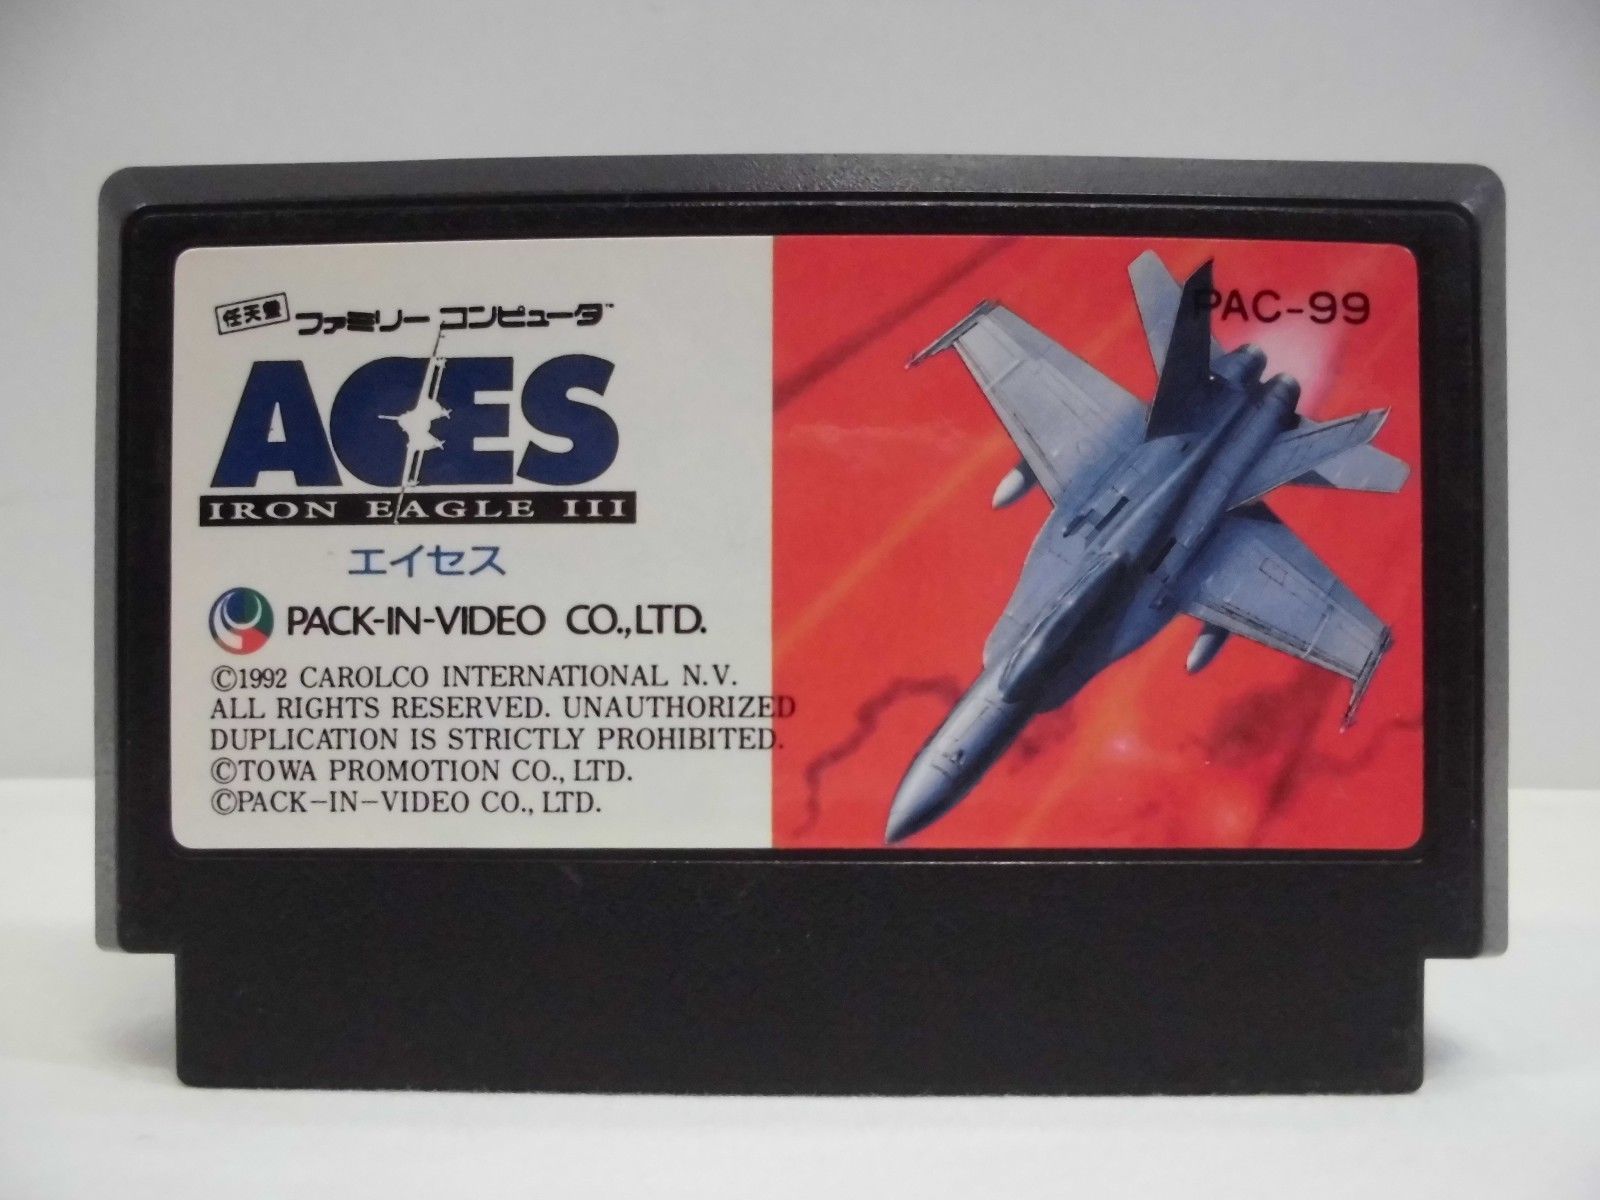 任天堂 ファミリー コンピュータ™
PAC-99
ACES
IRON EAGLE III
エイセス
PACK-IN-VIDEO CO.,LTD.
©1992 CAROLCO INTERNATIONAL N.V.
ALL RIGHTS RESERVED. UNAUTHORIZED
DUPLICATION IS STRICTLY PROHIBITED.
©TOWA PROMOTION CO., LTD.
©PACK-IN-VIDEO CO., LTD.